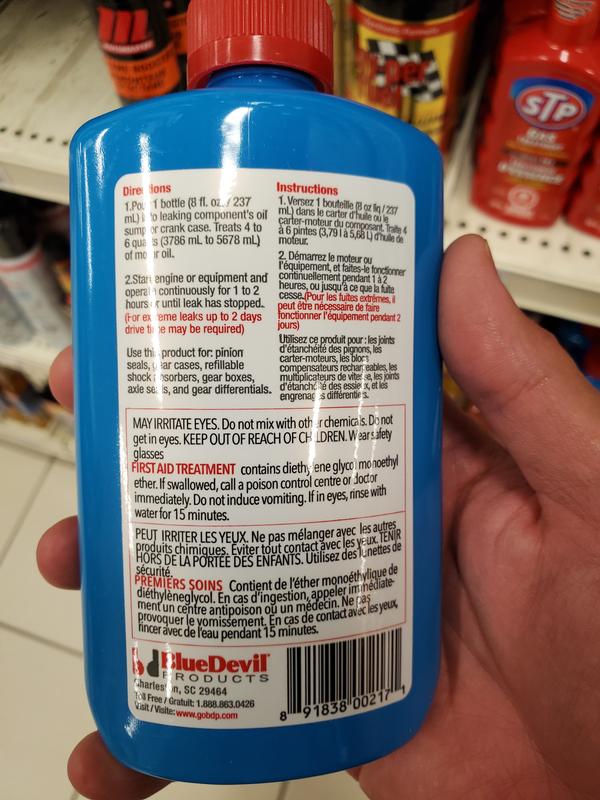 Directions
1.Pour 1 bottle (8 fl. oz. / 237
mL) into leaking component's oil
sump or crank case. Treats 4 to
6 quarts (3786 mL to 5678 mL)
of motor oil.
2.Start engine or equipment and
operate continuously for 1 to 2
hours or until leak has stopped.
(For extreme leaks up to 2 days
drive time may be required)
Use this product for: pinion
seals, gear cases, refillable
shock absorbers, gear boxes,
axle seals, and gear differentials.
Instructions
1. Versez 1 bouteille (8 oz liq / 237
mL) dans le carter d'huile ou le
carter-moteur du composant. Traite 4
à 6 pintes (3,79 l à 5,68 L) d'huile de
moteur.
2. Démarrez le moteur ou
l'équipement, et faites-le fonctionner
continuellement pendant 1 à 2
heures, ou jusqu'à ce que la fuite
cesse.(Pour les fuites extrêmes, il
peut être nécessaire de faire
fonctionner l'équipement pendant 2
jours)
Utilisez ce produit pour : les joints
d'étanchéité des pignons, les
carter-moteurs, les blocs
compensateurs rechargeables, les
multiplicateurs de vitesse, les joints
d'étanchéité des essieux, et les
engrenages différentiels.
MAY IRRITATE EYES. Do not mix with other chemicals. Do not
get in eyes. KEEP OUT OF REACH OF CHILDREN. Wear safety
glasses
FIRST AID TREATMENT contains diethylene glycol monoethyl
ether. If swallowed, call a poison control centre or doctor
immediately. Do not induce vomiting. If in eyes, rinse with
water for 15 minutes.
PEUT IRRITER LES YEUX. Ne pas mélanger avec les autres
produits chimiques. Éviter tout contact avec les yeux. TENIR
HORS DE LA PORTÉE DES ENFANTS. Utilisez des lunettes de
sécurité.
PREMIERS SOINS Contient de l'éther monoéthylique de
diéthylèneglycol. En cas d'ingestion, appeler immédiate-
ment un centre antipoison ou un médecin. Ne pas
provoquer le vomissement. En cas de contact avec les yeux,
rincer avec de l'eau pendant 15 minutes.
BlueDevil
PRODUCTS
Charleston, SC 29464
Toll Free / Gratuit: 1.888.863.0426
Visit / Visite: www.gobdp.com
8 91838 00217 1
STP